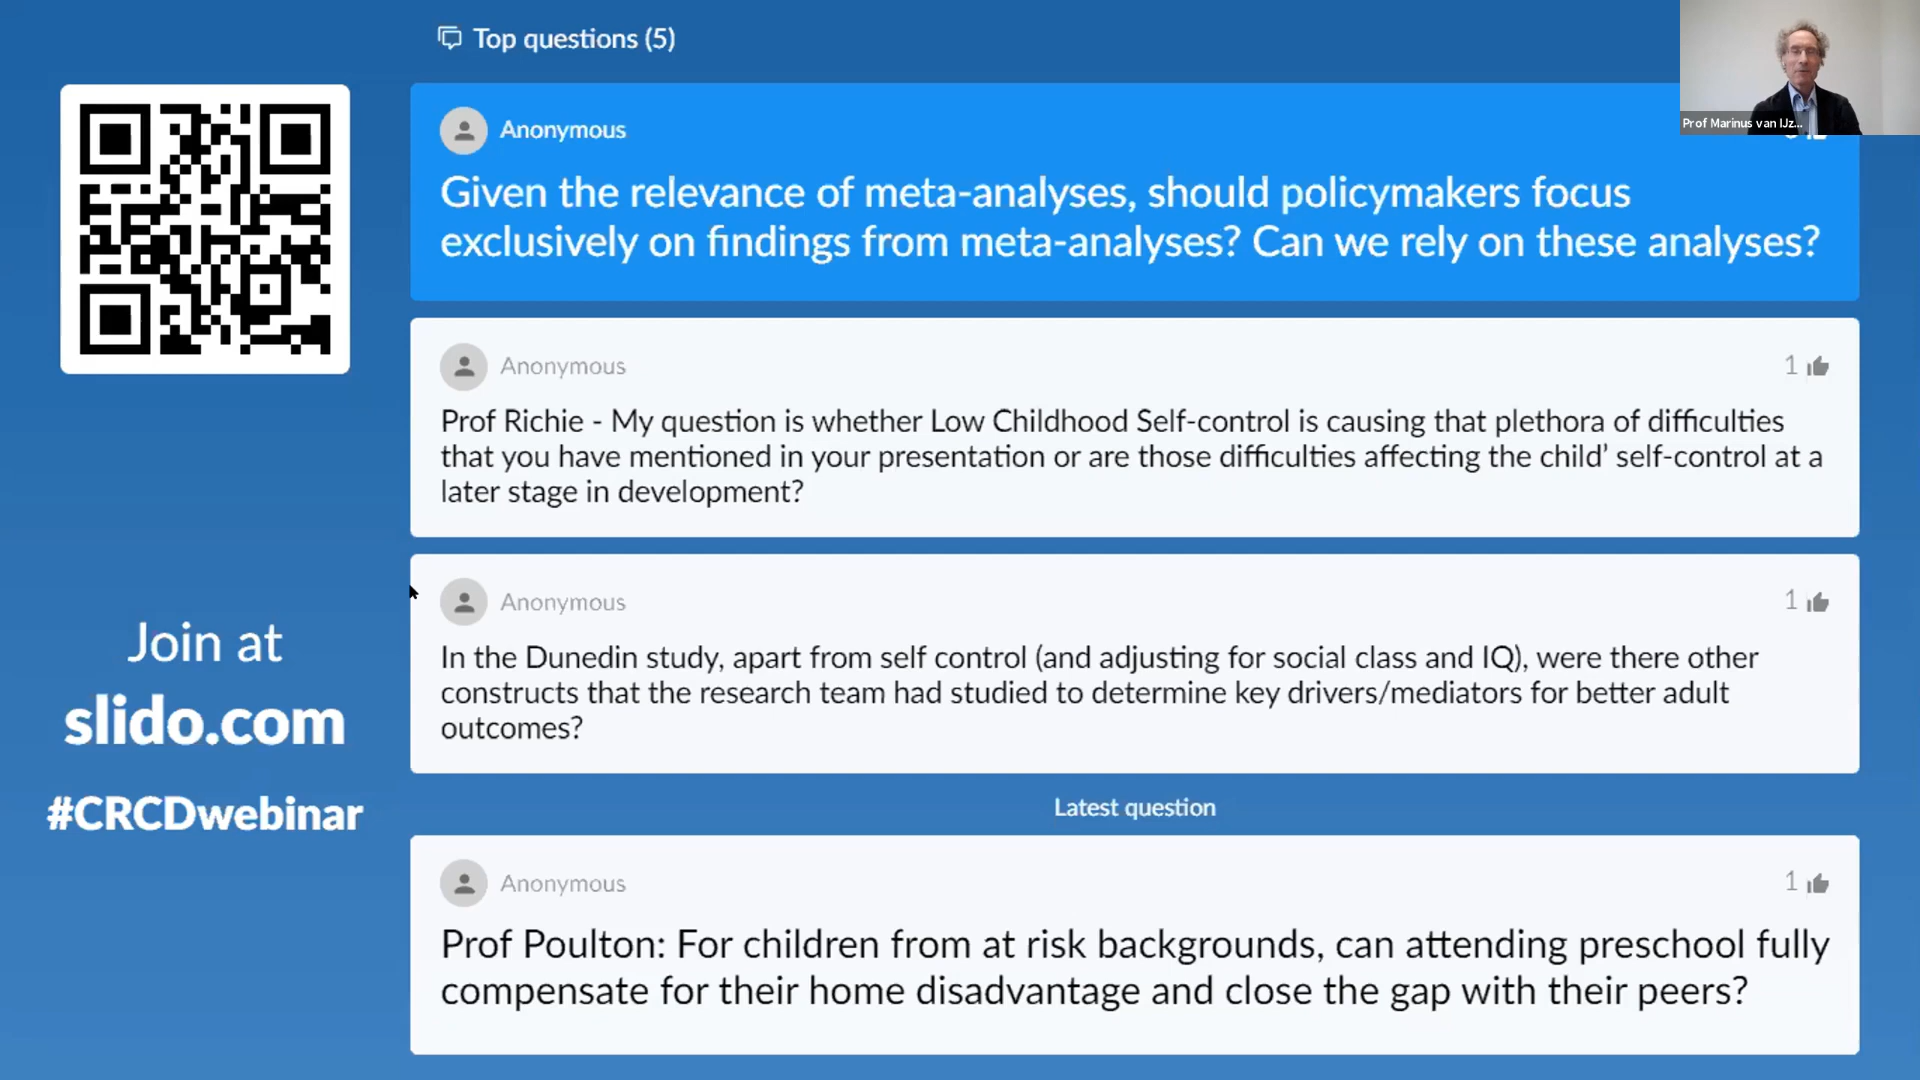 Top questions (5)
Prof Marinus van IJz...
Anonymous
Given the relevance of meta-analyses, should policymakers focus
exclusively on findings from meta-analyses? Can we rely on these analyses?
Anonymous
1
Prof Richie - My question is whether Low Childhood Self-control is causing that plethora of difficulties
that you have mentioned in your presentation or are those difficulties affecting the child' self-control at a
later stage in development?
Anonymous
1
In the Dunedin study, apart from self control (and adjusting for social class and IQ), were there other
constructs that the research team had studied to determine key drivers/mediators for better adult
outcomes?
Join at
slido.com
#CRCDwebinar
Latest question
Anonymous
1
Prof Poulton: For children from at risk backgrounds, can attending preschool fully
compensate for their home disadvantage and close the gap with their peers?